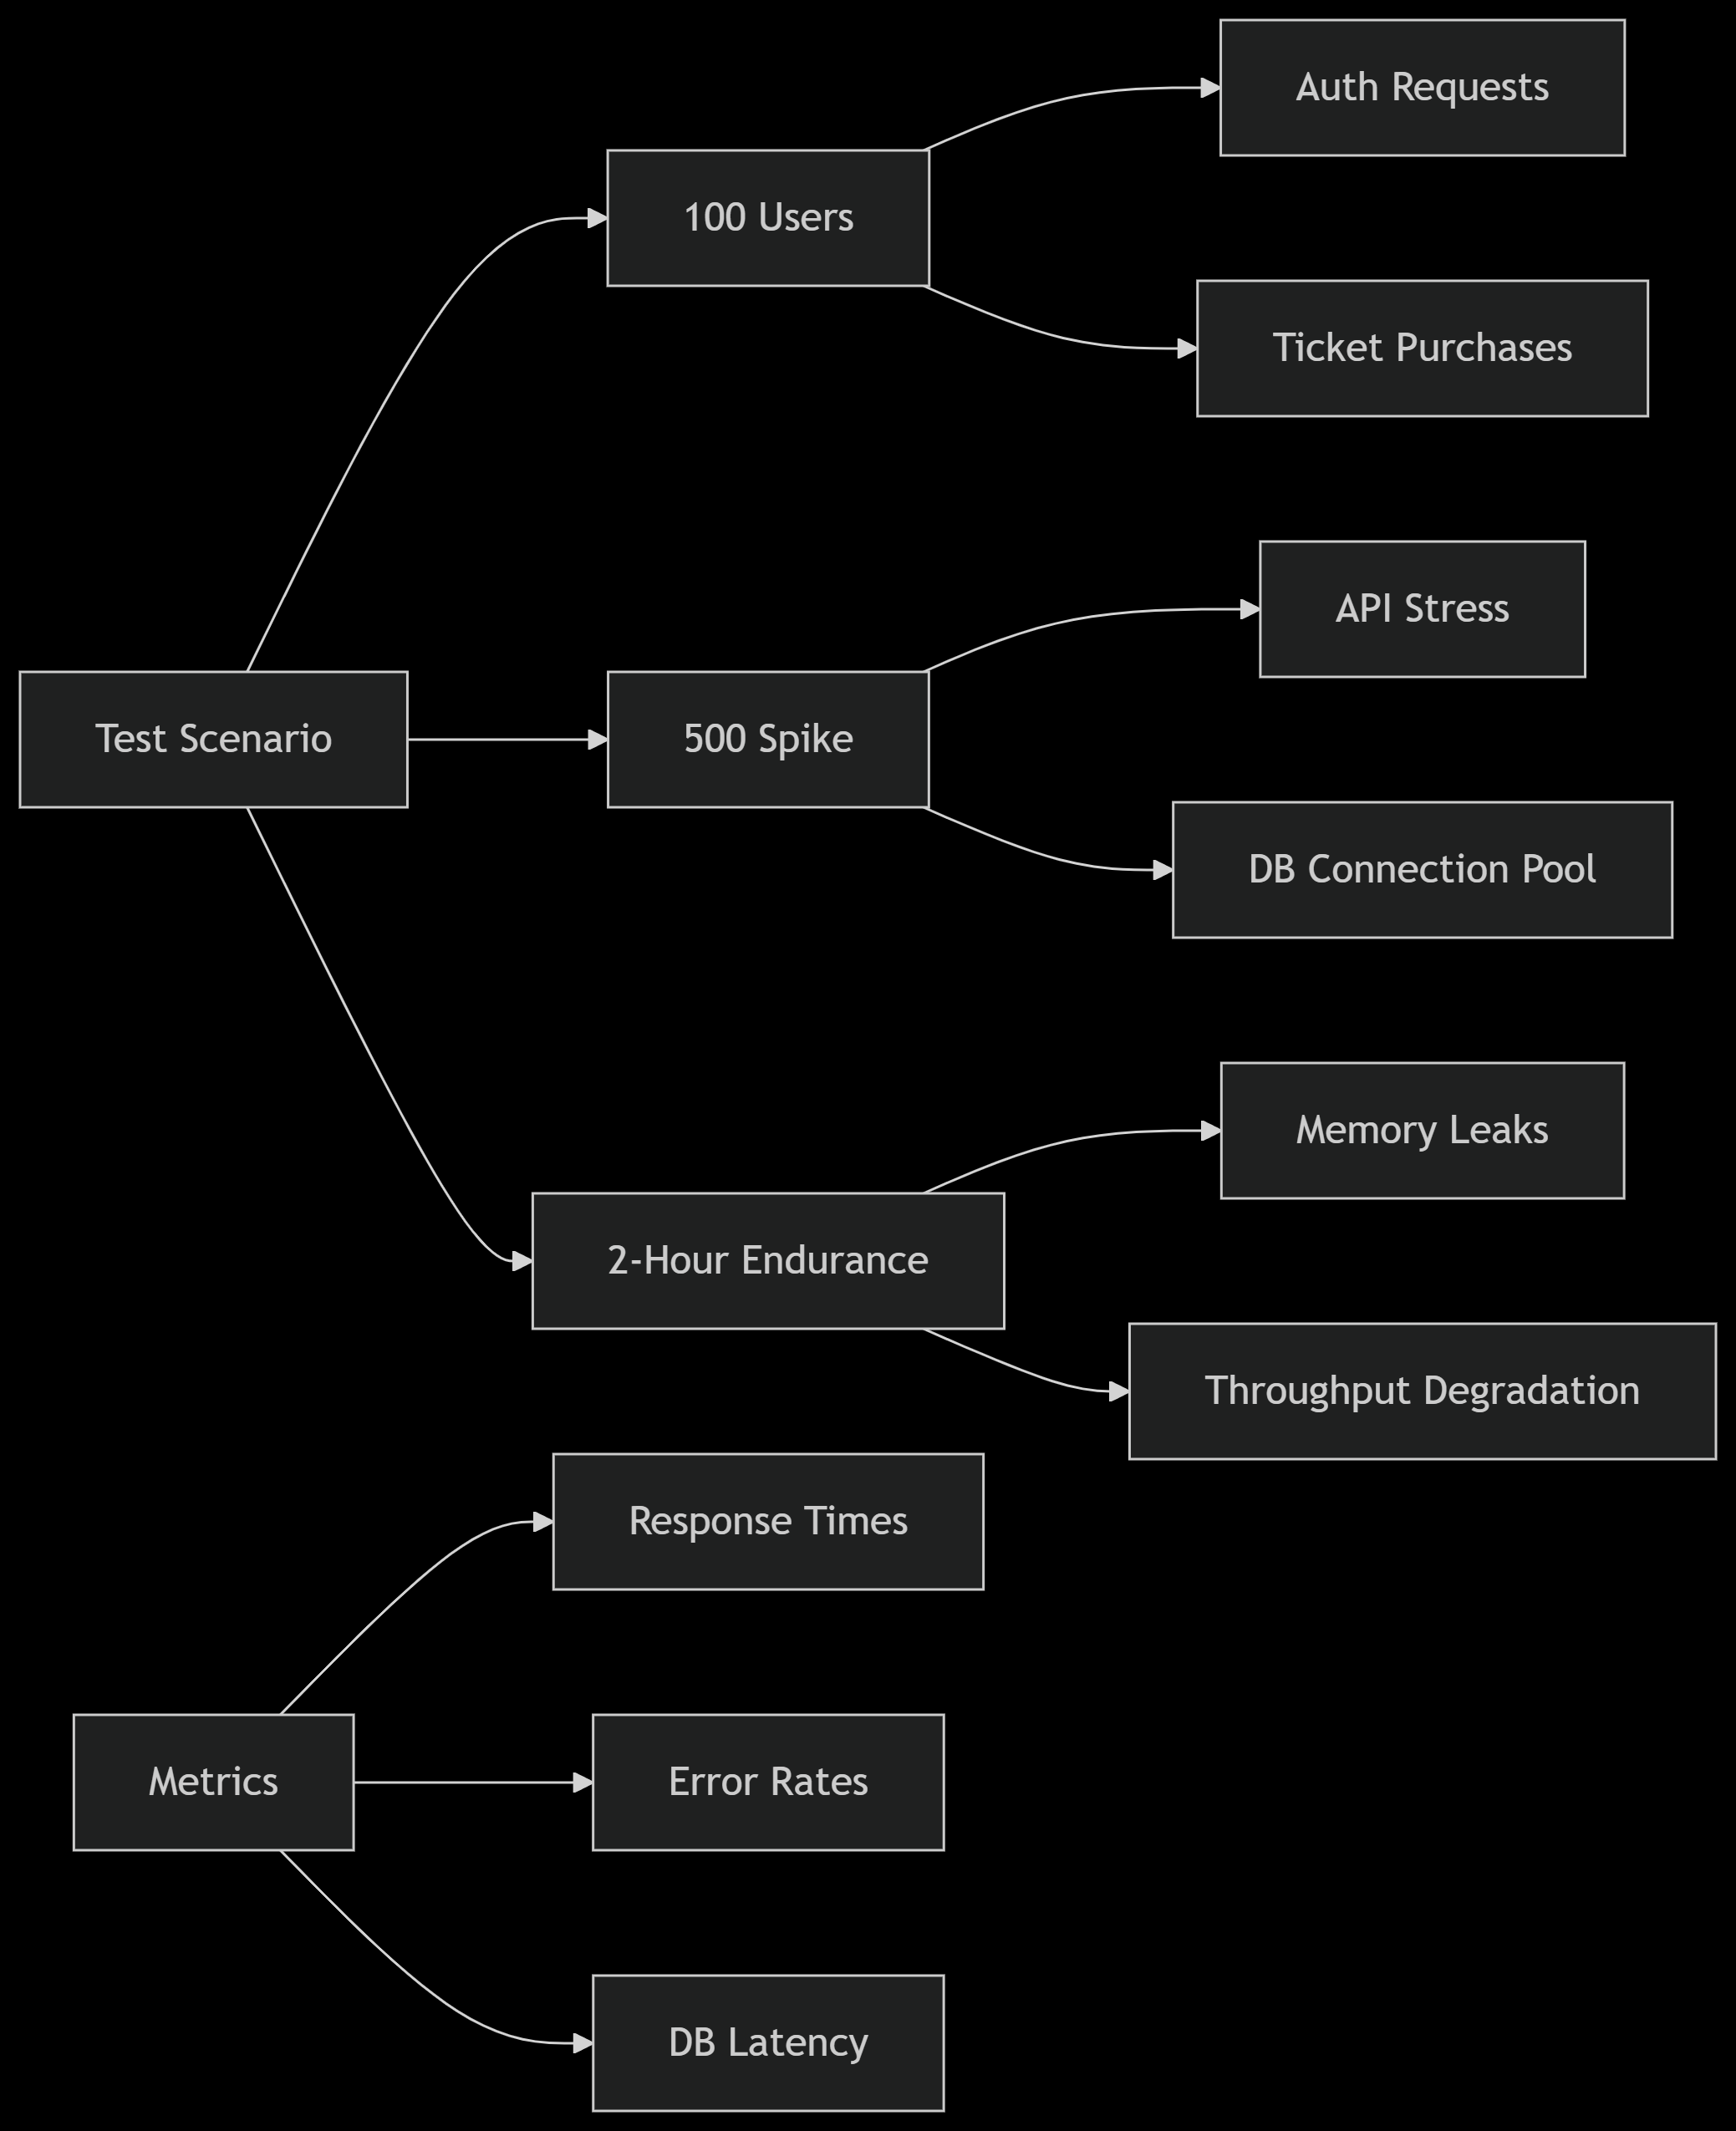 Auth Requests
100 Users
Ticket Purchases
API Stress
Test Scenario
500 Spike
DB Connection Pool
Memory Leaks
2-Hour Endurance
Throughput Degradation
Response Times
Metrics
Error Rates
DB Latency